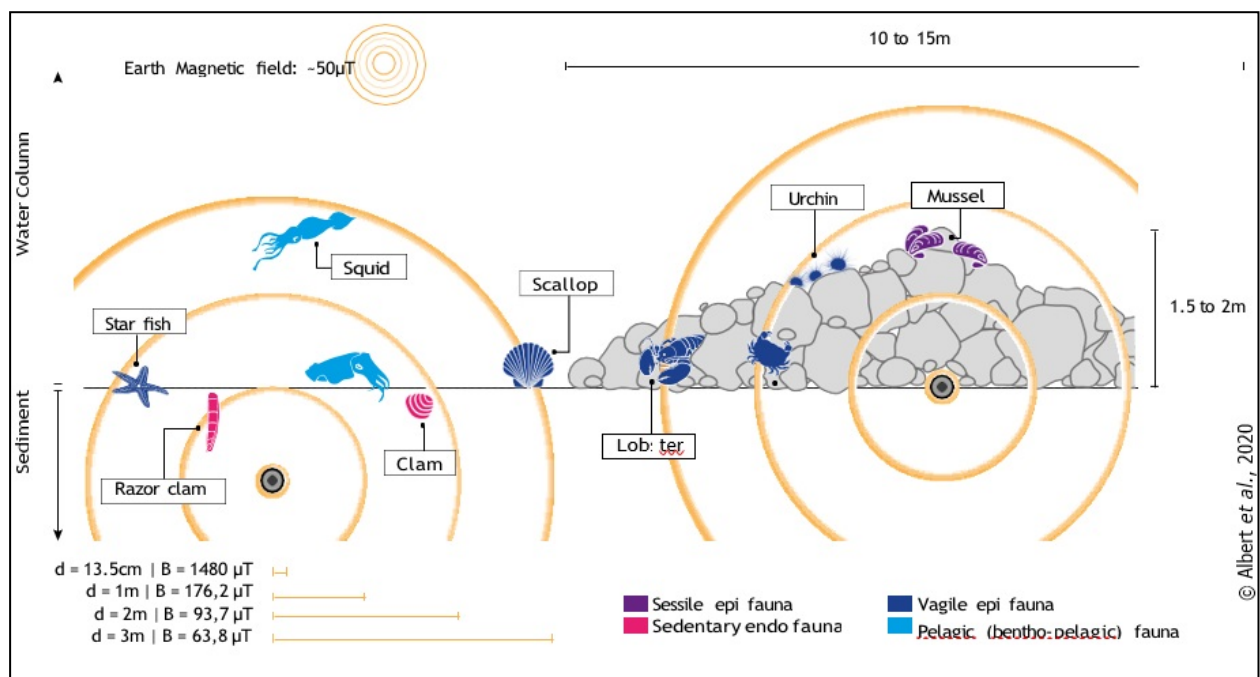 10 to 15m
Earth Magnetic field: ~50µT
Water Column
Urchin
Mussel
Squid
Scallop
Star fish
1.5 to 2m
Sediment
Lobster
Clam
Razor clam
© Albert et al., 2020
d = 13.5cm | B = 1480 µT
d = 1m | B = 176,2 µT
d = 2m | B = 93,7 µT
d = 3m | B = 63,8 µT
Sessile epi fauna
Vagile epi fauna
Sedentary endo fauna
Pelagic (bentho-pelagic) fauna